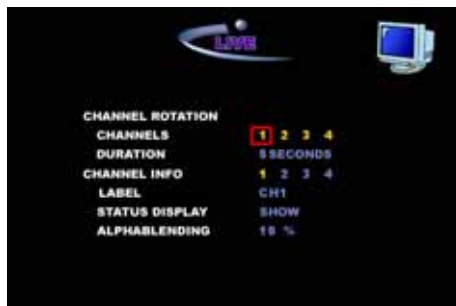 LIVE
CHANNEL ROTATION
CHANNELS 1 2 3 4
DURATION 5 SECONDS
CHANNEL INFO 1 2 3 4
LABEL CH1
STATUS DISPLAY SHOW
ALPHABLENDING 10 %